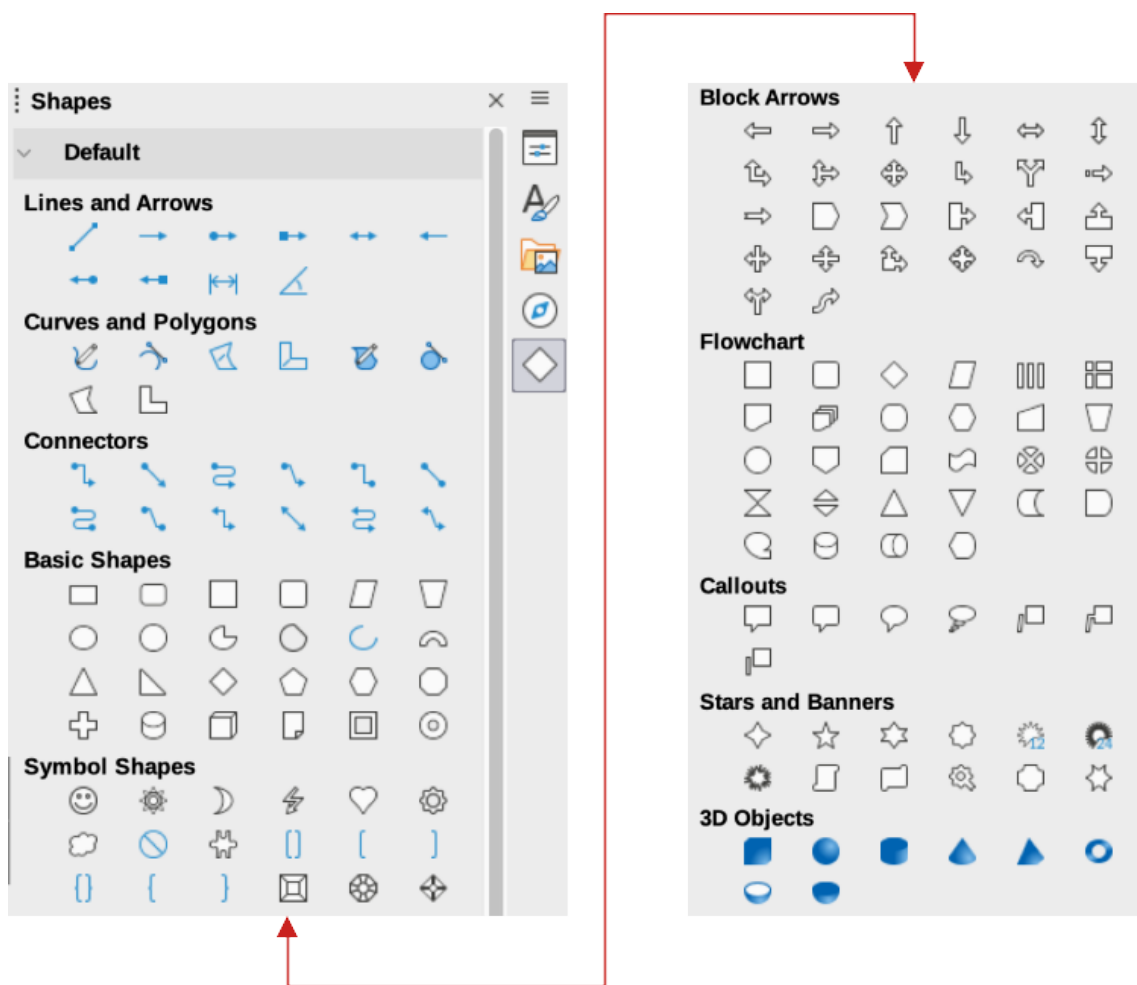 Shapes
Default
Lines and Arrows
Curves and Polygons
Connectors
Basic Shapes
Symbol Shapes
Block Arrows
Flowchart
Callouts
Stars and Banners
12
24
3D Objects